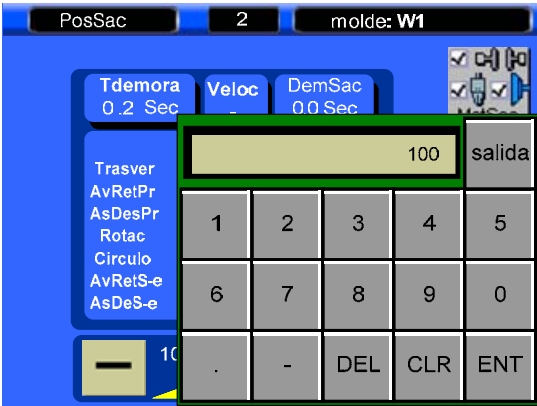 PosSac 2 molde: W1
Tdemora Veloc DemSac
0.2 Sec - 0.0 Sec
100 salida
Trasver
AvRetPr
AsDesPr
Rotac
Circulo
AvRetS-e
AsDeS-e
1 2 3 4 5
6 7 8 9 0
10
. - DEL CLR ENT